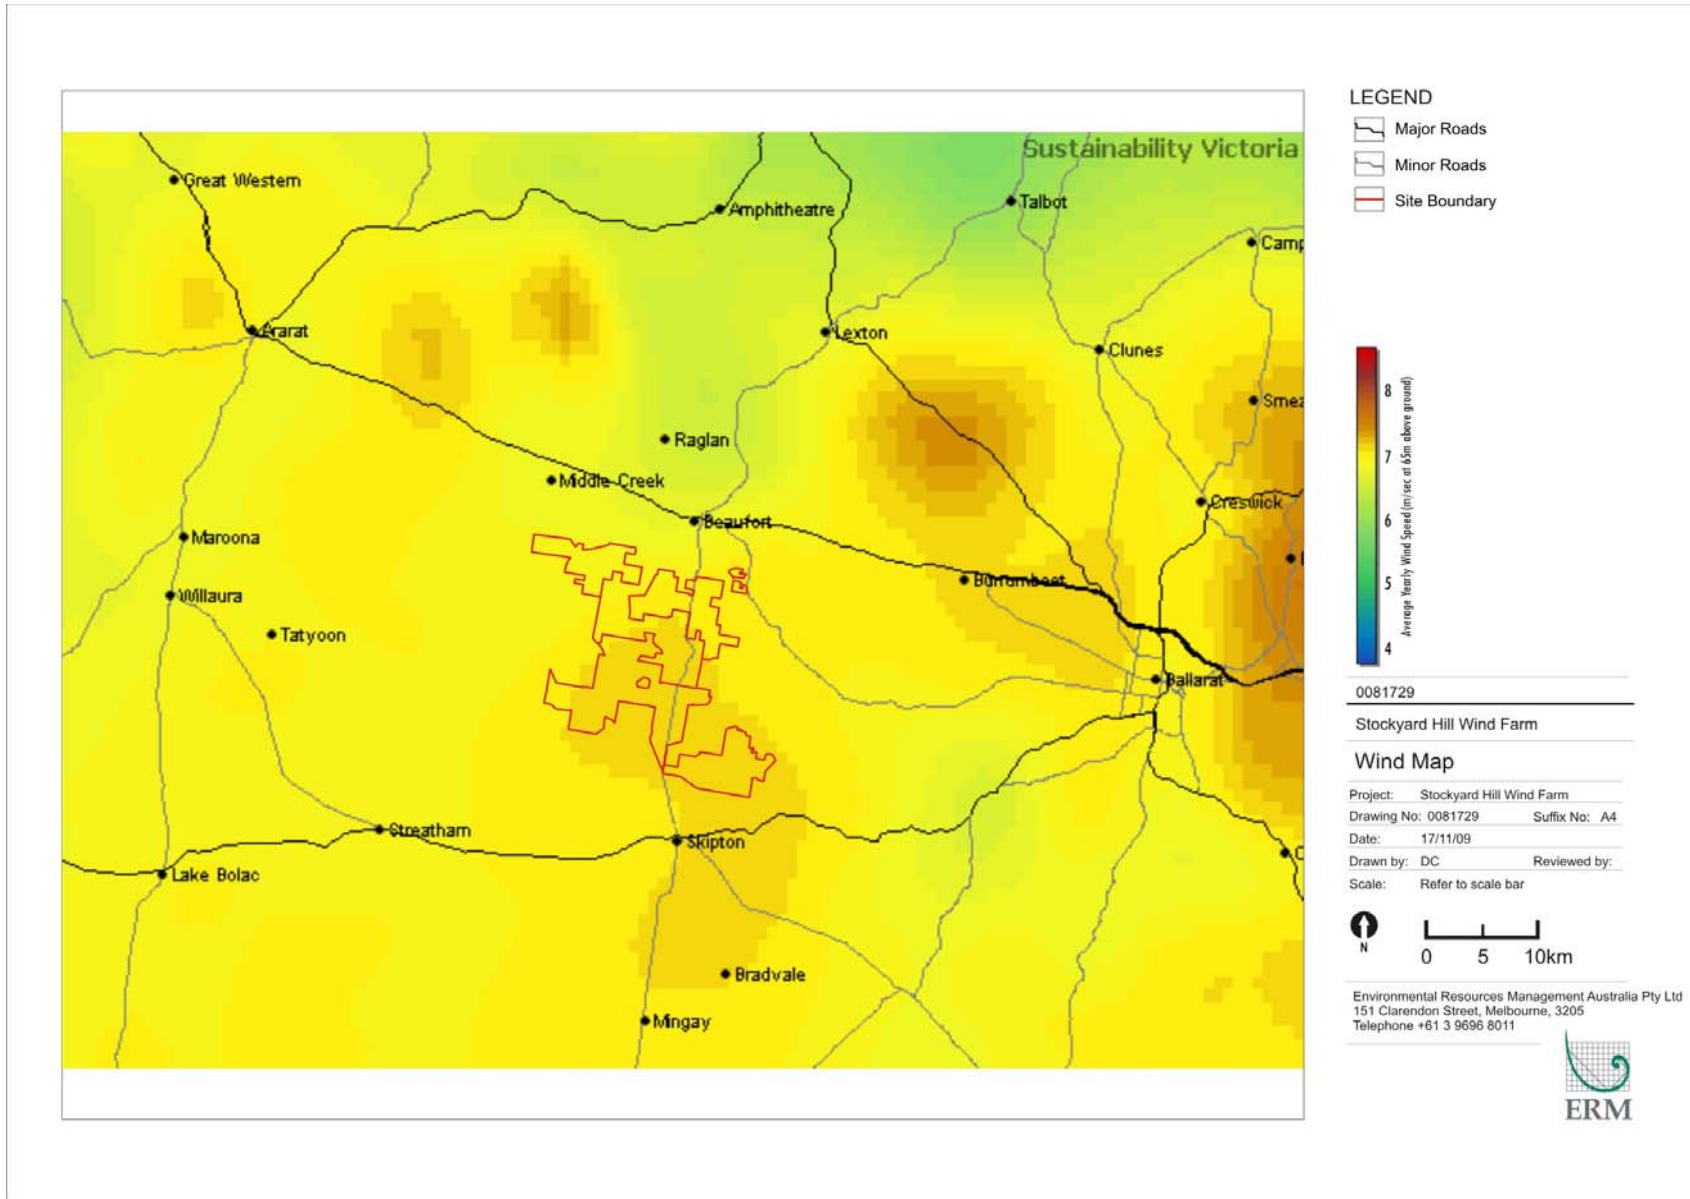 Sustainability Victoria
Great Western
Amphitheatre
Talbot
Camp
Ararat
Lexton
Clunes
Smea
Raglan
Middle Creek
Creswick
Beaufort
Maroona
Burrumbeet
Willaura
Tatyoon
Ballarat
Streatham
Skipton
Lake Bolac
Bradvale
Mingay
LEGEND
Major Roads
Minor Roads
Site Boundary
8
7
6
5
4
Average Yearly Wind Speed (m/sec at 65m above ground)
0081729
Stockyard Hill Wind Farm
Wind Map
Project: Stockyard Hill Wind Farm
Drawing No: 0081729 Suffix No: A4
Date: 17/11/09
Drawn by: DC Reviewed by:
Scale: Refer to scale bar
N
0 5 10km
Environmental Resources Management Australia Pty Ltd
151 Clarendon Street, Melbourne, 3205
Telephone +61 3 9696 8011
ERM